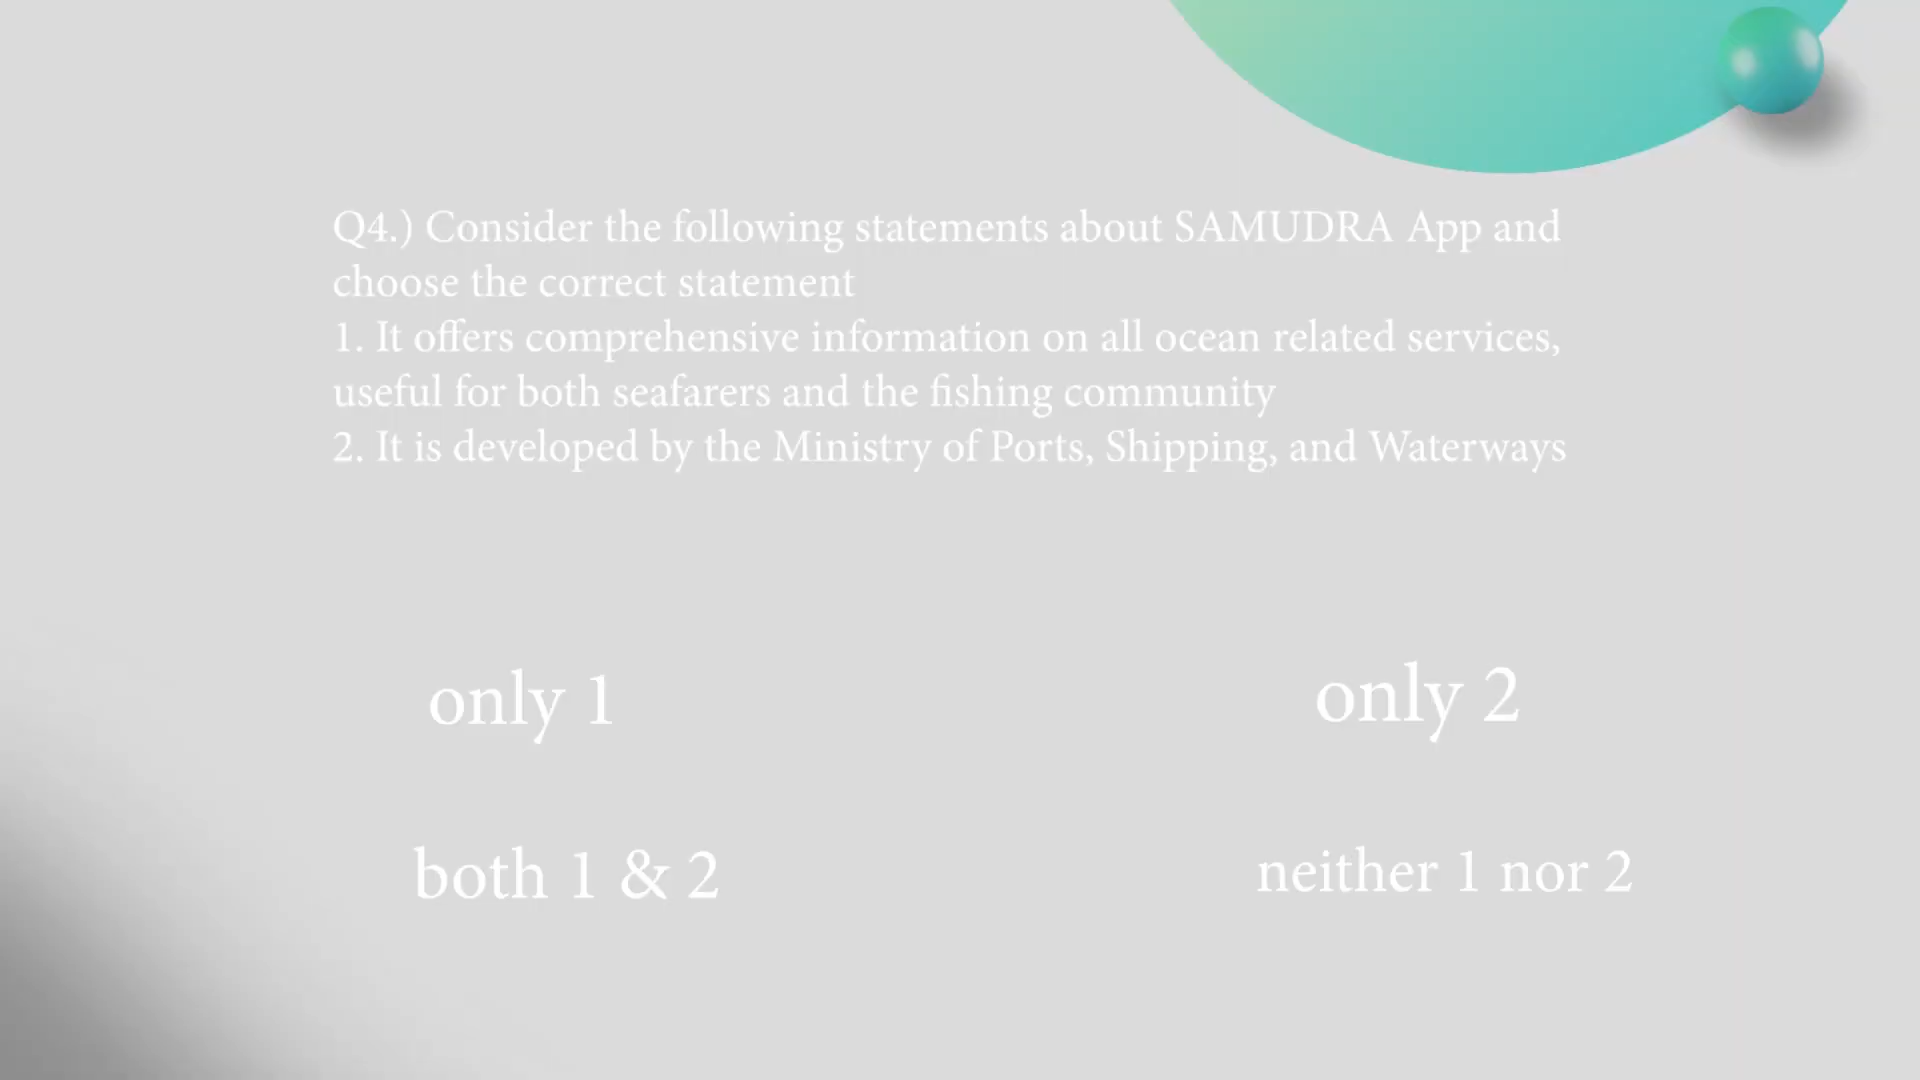 Q4.) Consider the following statements about SAMUDRA App and
choose the correct statement
1. It offers comprehensive information on all ocean related services,
useful for both seafarers and the fishing community
2. It is developed by the Ministry of Ports, Shipping, and Waterways
only 1
only 2
both 1 & 2
neither 1 nor 2